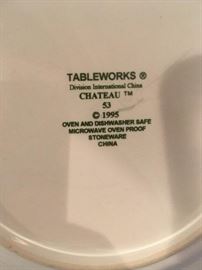 TABLEWORKS ®
Division International China
CHATEAU ™
53
© 1995
OVEN AND DISHWASHER SAFE
MICROWAVE OVEN PROOF
STONEWARE
CHINA